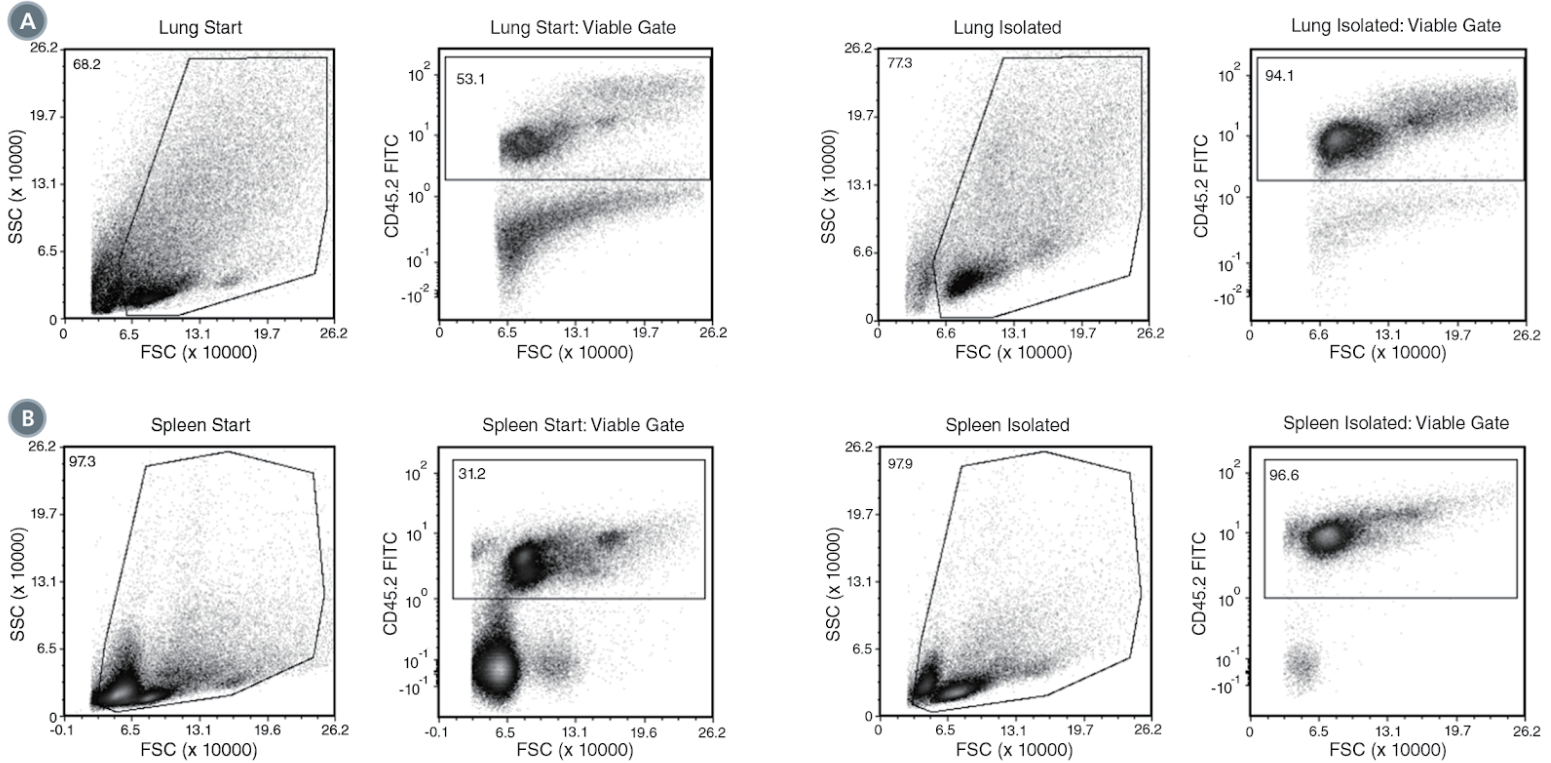 A
Lung Start
Lung Start: Viable Gate
Lung Isolated
Lung Isolated: Viable Gate
26.2
68.2
19.7
13.1
6.5
0
SSC (x 10000)
0 6.5 13.1 19.7 26.2
FSC (x 10000)
53.1
10^2
10^1
10^0
10^-1
-10^-2
CD45.2 FITC
0 6.5 13.1 19.7 26.2
FSC (x 10000)
26.2
77.3
19.7
13.1
6.6
0
SSC (x 10000)
0 6.6 13.1 19.7 26.2
FSC (x 10000)
94.1
10^2
10^1
10^0
10^-1
-10^-2
CD45.2 FITC
0 6.6 13.1 19.7 26.2
FSC (x 10000)
B
Spleen Start
Spleen Start: Viable Gate
Spleen Isolated
Spleen Isolated: Viable Gate
26.2
97.3
19.7
13.1
6.5
0
SSC (x 10000)
-0.1 6.5 13.1 19.6 26.2
FSC (x 10000)
31.2
10^2
10^1
10^0
10^-1
-10^-1
CD45.2 FITC
-0.1 6.5 13.1 19.6 26.2
FSC (x 10000)
26.2
97.9
19.7
13.1
6.5
0
SSC (x 10000)
0 6.5 13.1 19.7 26.2
FSC (x 10000)
96.6
10^2
10^1
10^0
10^-1
-10^-1
CD45.2 FITC
0 6.5 13.1 19.7 26.2
FSC (x 10000)